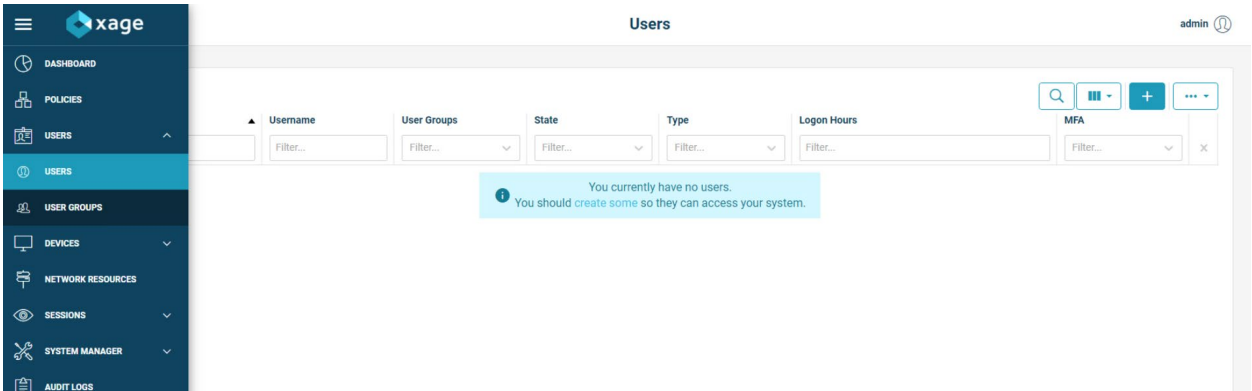 xage
Users
admin
DASHBOARD
POLICIES
USERS
USERS
USER GROUPS
DEVICES
NETWORK RESOURCES
SESSIONS
SYSTEM MANAGER
AUDIT LOGS
Username User Groups State Type Logon Hours MFA
Filter... Filter... Filter... Filter... Filter... Filter...
You currently have no users.
You should create some so they can access your system.